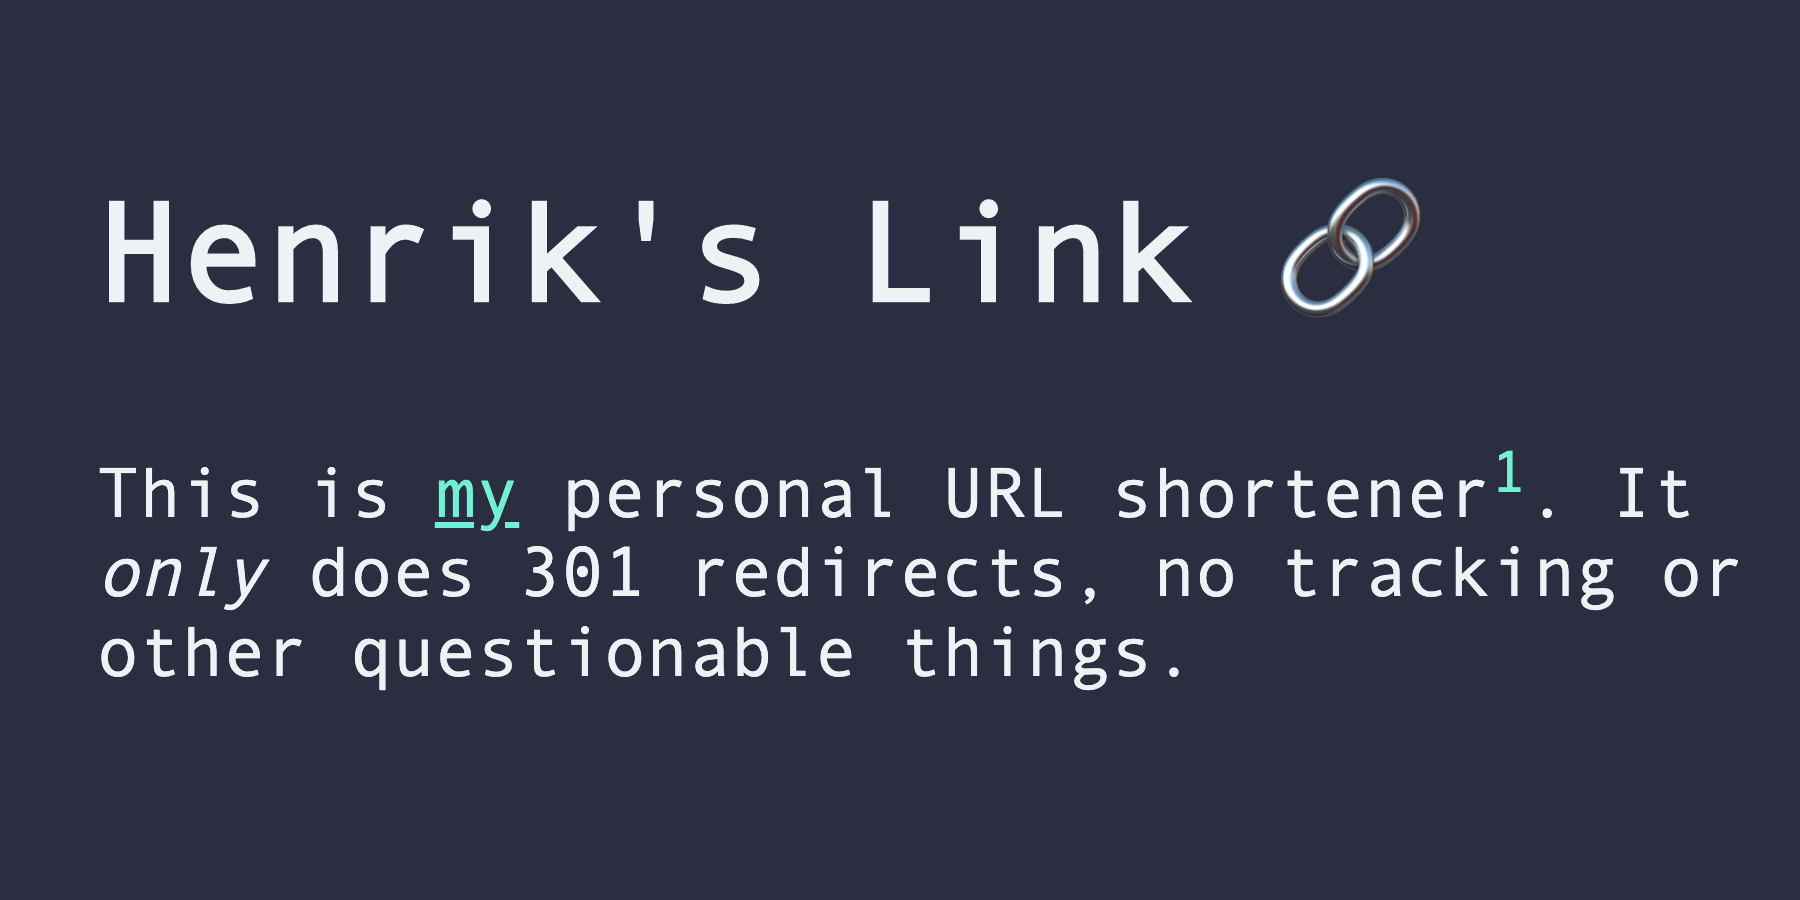 Henrik's Link 🔗
This is my personal URL shortener¹. It
only does 301 redirects, no tracking or
other questionable things.